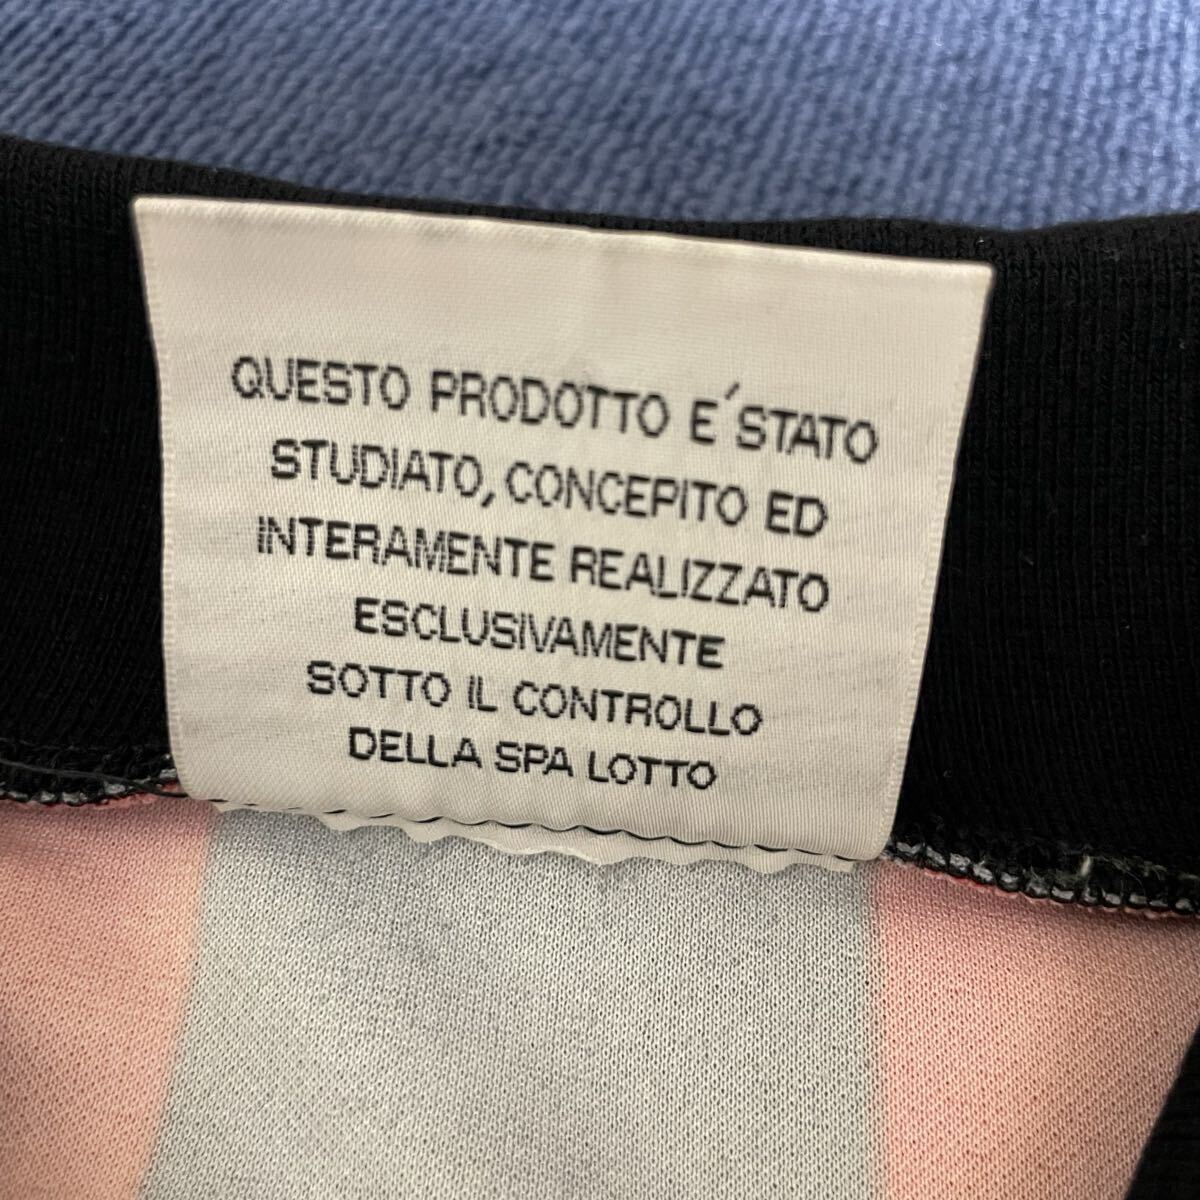 QUESTO PRODOTTO E´ STATO
STUDIATO, CONCEPITO ED
INTERAMENTE REALIZZATO
ESCLUSIVAMENTE
SOTTO IL CONTROLLO
DELLA SPA LOTTO